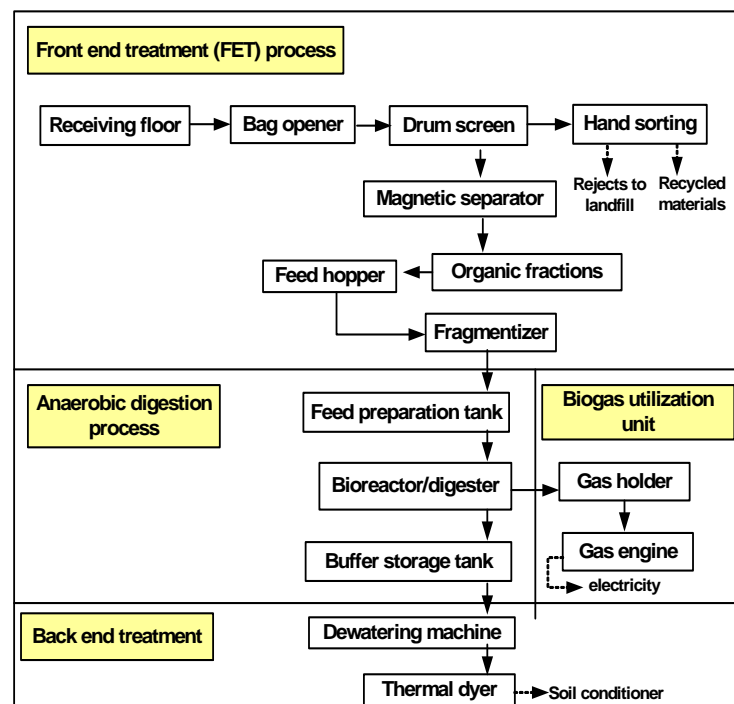 Front end treatment (FET) process
Receiving floor
Bag opener
Drum screen
Hand sorting
Rejects to
landfill
Recycled
materials
Magnetic separator
Organic fractions
Feed hopper
Fragmentizer
Anaerobic digestion
process
Feed preparation tank
Biogas utilization
unit
Bioreactor/digester
Gas holder
Buffer storage tank
Gas engine
electricity
Back end treatment
Dewatering machine
Thermal dyer
Soil conditioner